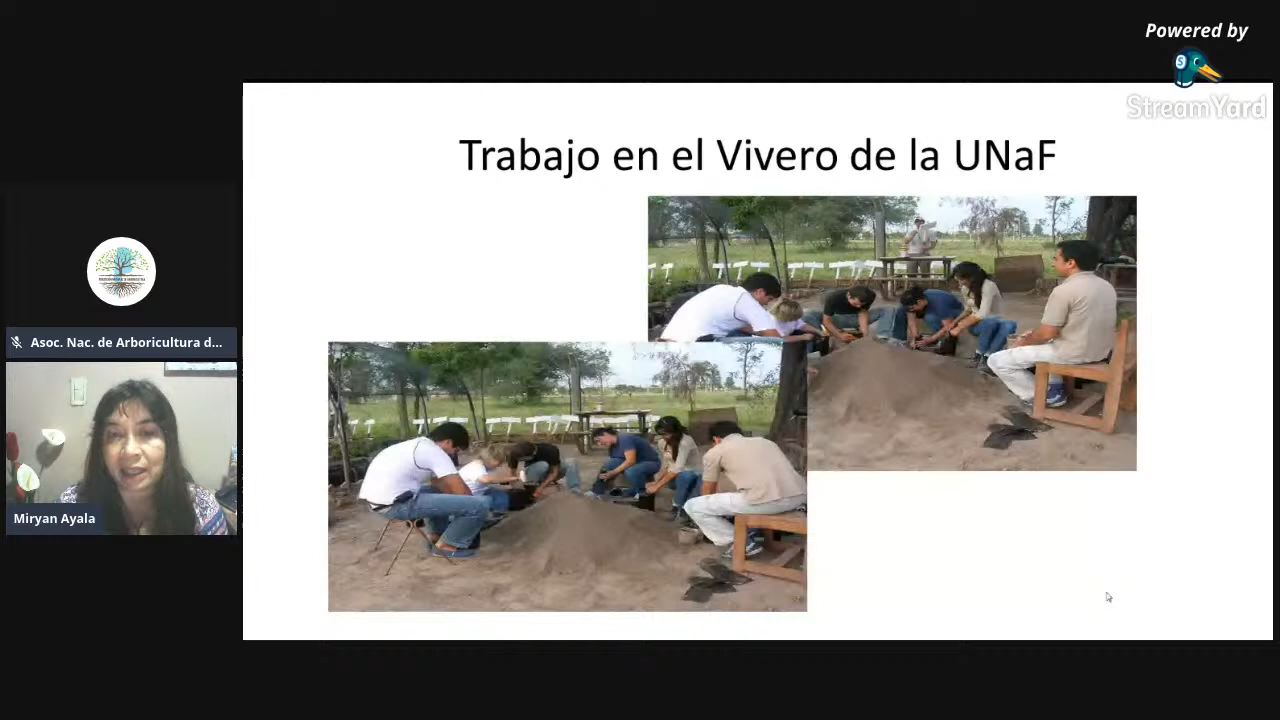 Powered by
StreamYard
Trabajo en el Vivero de la UNaF
Asoc. Nac. de Arboricultura d...
Miryan Ayala